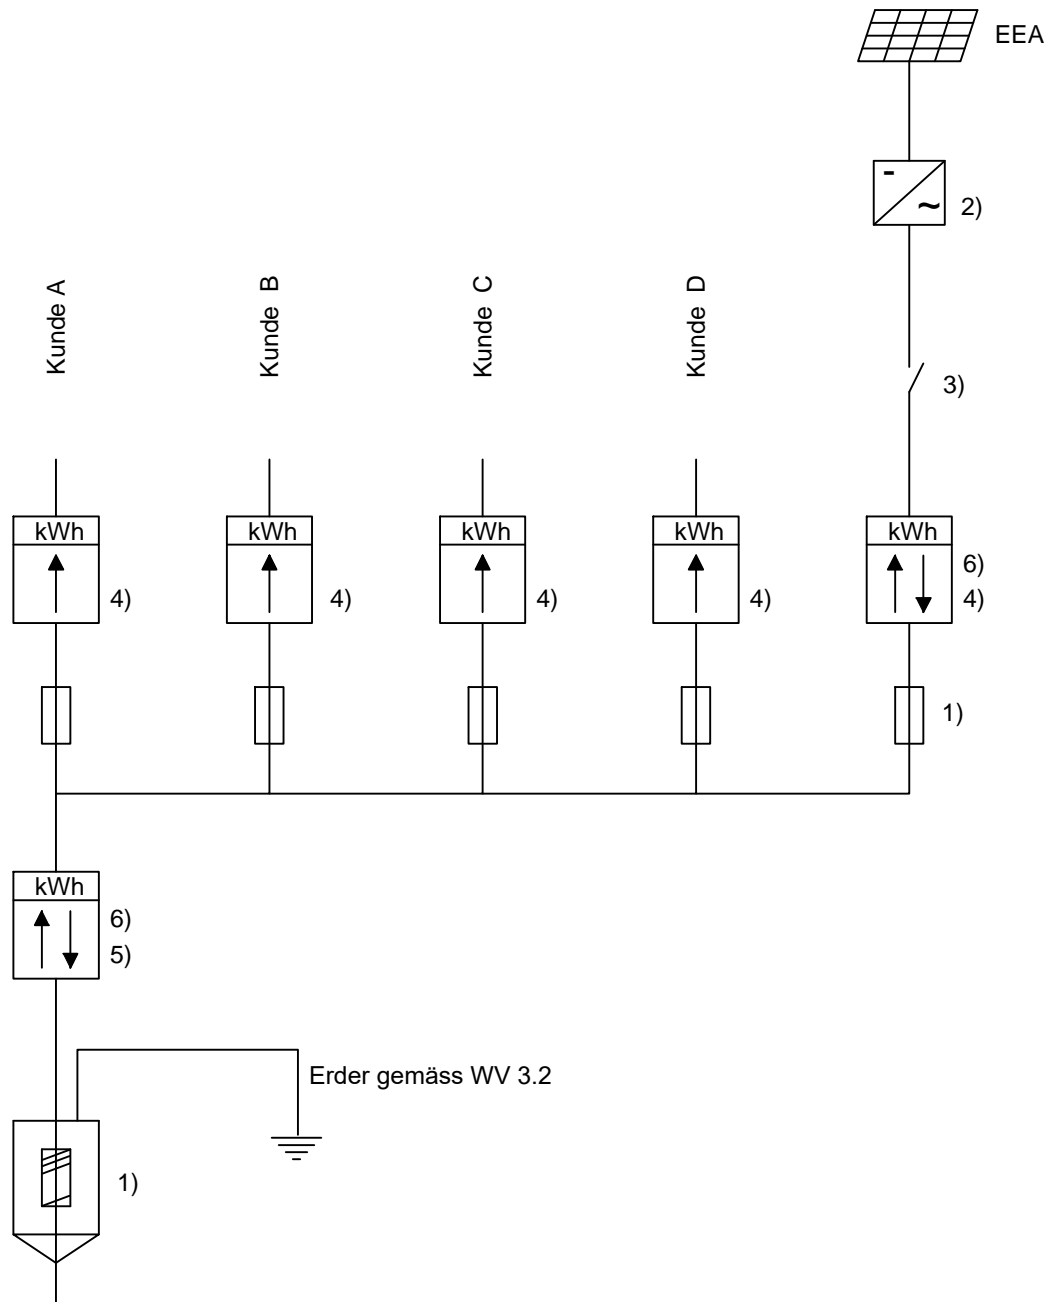 EEA
-
~
2)
Kunde A
Kunde B
Kunde C
Kunde D
3)
kWh
4)
kWh
4)
kWh
4)
kWh
4)
kWh
6)
4)
1)
kWh
6)
5)
Erder gemäss WV 3.2
1)